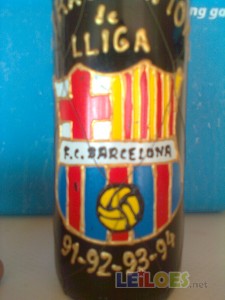 de
LLIGA
F.C. BARCELONA
91-92-93-94
LEiLOES.net